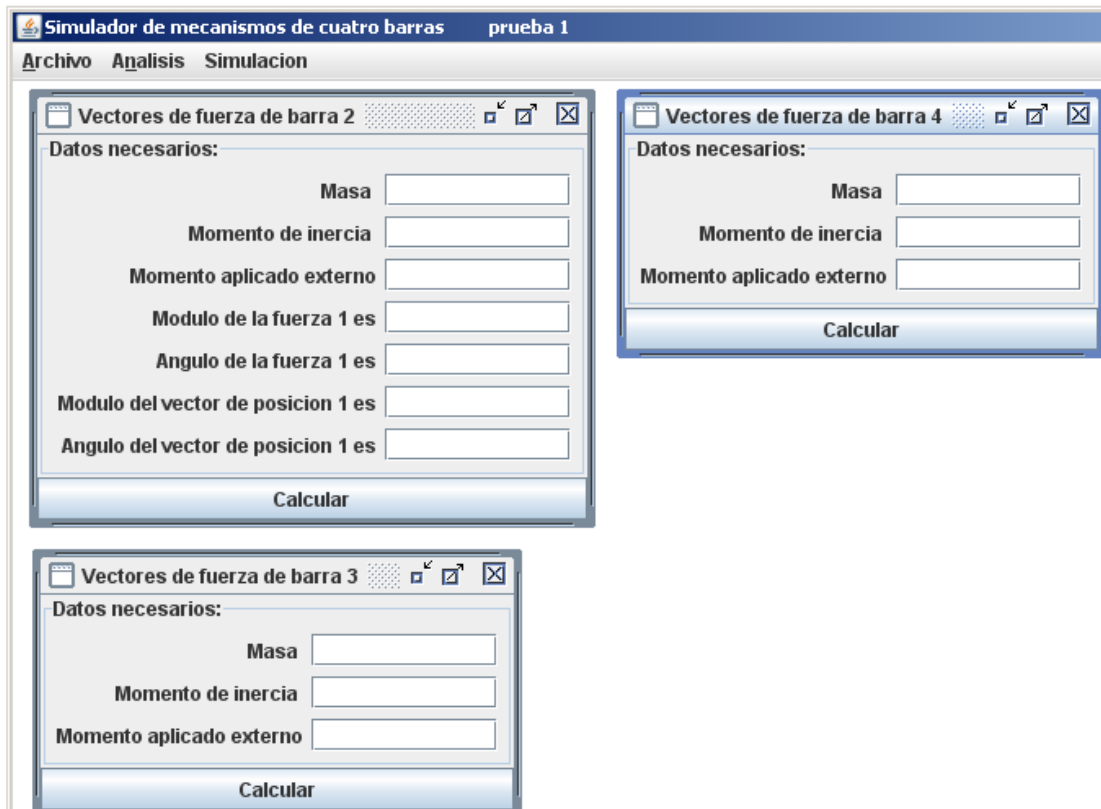 Simulador de mecanismos de cuatro barras prueba 1
Archivo Analisis Simulacion
Vectores de fuerza de barra 2
Datos necesarios:
Masa
Momento de inercia
Momento aplicado externo
Modulo de la fuerza 1 es
Angulo de la fuerza 1 es
Modulo del vector de posicion 1 es
Angulo del vector de posicion 1 es
Calcular
Vectores de fuerza de barra 4
Datos necesarios:
Masa
Momento de inercia
Momento aplicado externo
Calcular
Vectores de fuerza de barra 3
Datos necesarios:
Masa
Momento de inercia
Momento aplicado externo
Calcular